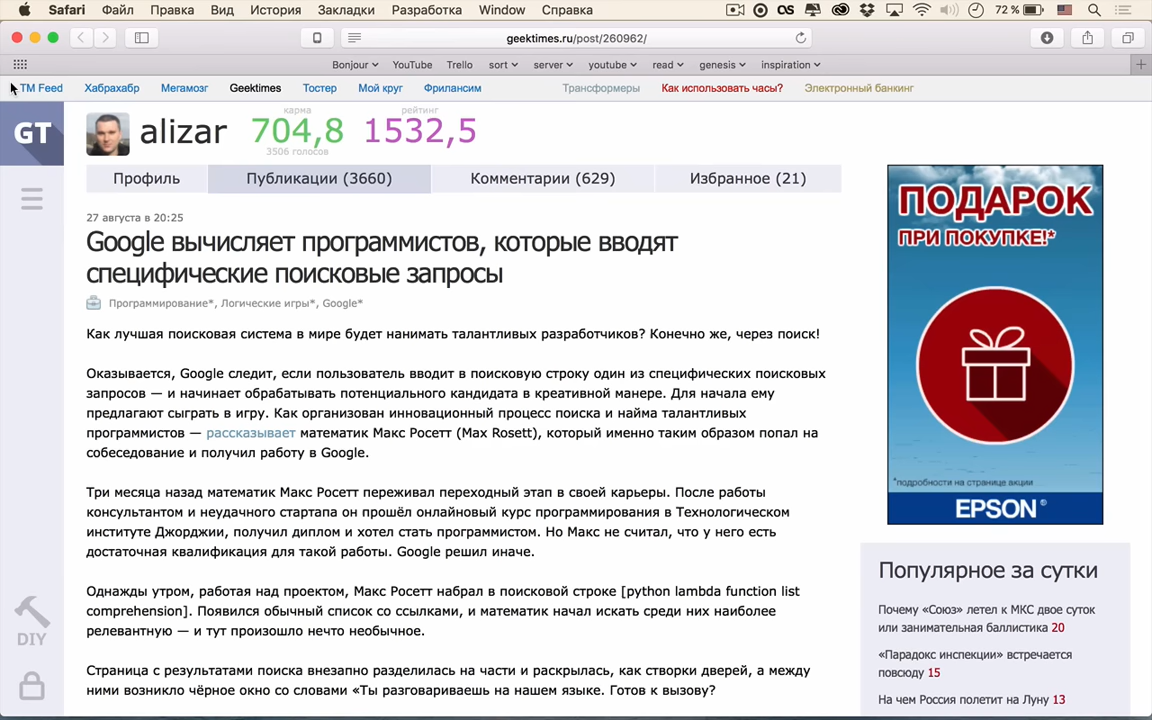 Safari Файл Правка Вид История Закладки Разработка Window Справка 72 %
geektimes.ru/post/260962/
Bonjour YouTube Trello sort server youtube read genesis inspiration
TM Feed Хабрахабр Мегамозг Geektimes Тостер Мой круг Фрилансим Трансформеры Как использовать часы? Электронный банкинг
GT
карма рейтинг
alizar 704,8 1532,5
3506 голосов
Профиль Публикации (3660) Комментарии (629) Избранное (21)
27 августа в 20:25
Google вычисляет программистов, которые вводят
специфические поисковые запросы
Программирование*, Логические игры*, Google*
Как лучшая поисковая система в мире будет нанимать талантливых разработчиков? Конечно же, через поиск!
Оказывается, Google следит, если пользователь вводит в поисковую строку один из специфических поисковых
запросов — и начинает обрабатывать потенциального кандидата в креативной манере. Для начала ему
предлагают сыграть в игру. Как организован инновационный процесс поиска и найма талантливых
программистов — рассказывает математик Макс Росетт (Max Rosett), который именно таким образом попал на
собеседование и получил работу в Google.
Три месяца назад математик Макс Росетт переживал переходный этап в своей карьеры. После работы
консультантом и неудачного стартапа он прошёл онлайновый курс программирования в Технологическом
институте Джорджии, получил диплом и хотел стать программистом. Но Макс не считал, что у него есть
достаточная квалификация для такой работы. Google решил иначе.
Однажды утром, работая над проектом, Макс Росетт набрал в поисковой строке [python lambda function list
comprehension]. Появился обычный список со ссылками, и математик начал искать среди них наиболее
релевантную — и тут произошло нечто необычное.
Страница с результатами поиска внезапно разделилась на части и раскрылась, как створки дверей, а между
ними возникло чёрное окно со словами «Ты разговариваешь на нашем языке. Готов к вызову?
DIY
ПОДАРОК
ПРИ ПОКУПКЕ!*
*подробности на странице акции
EPSON®
Популярное за сутки
Почему «Союз» летел к МКС двое суток
или занимательная баллистика 20
«Парадокс инспекции» встречается
повсюду 15
На чем Россия полетит на Луну 13